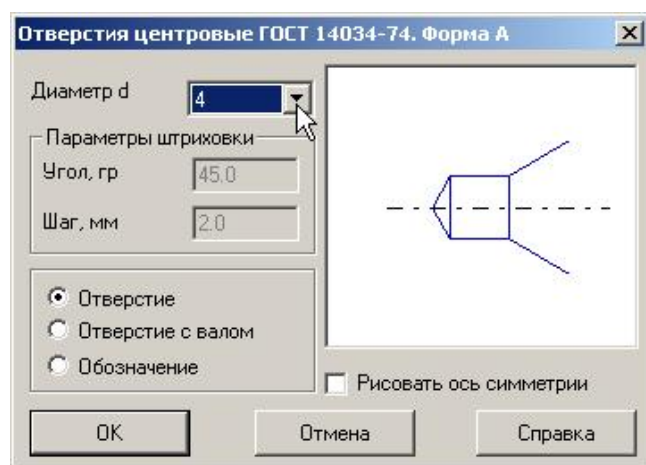 Отверстия центровые ГОСТ 14034-74. Форма А
Диаметр d
4
Параметры штриховки
Угол, гр
45.0
Шаг, мм
2.0
Отверстие
Отверстие с валом
Обозначение
Рисовать ось симметрии
OK
Отмена
Справка